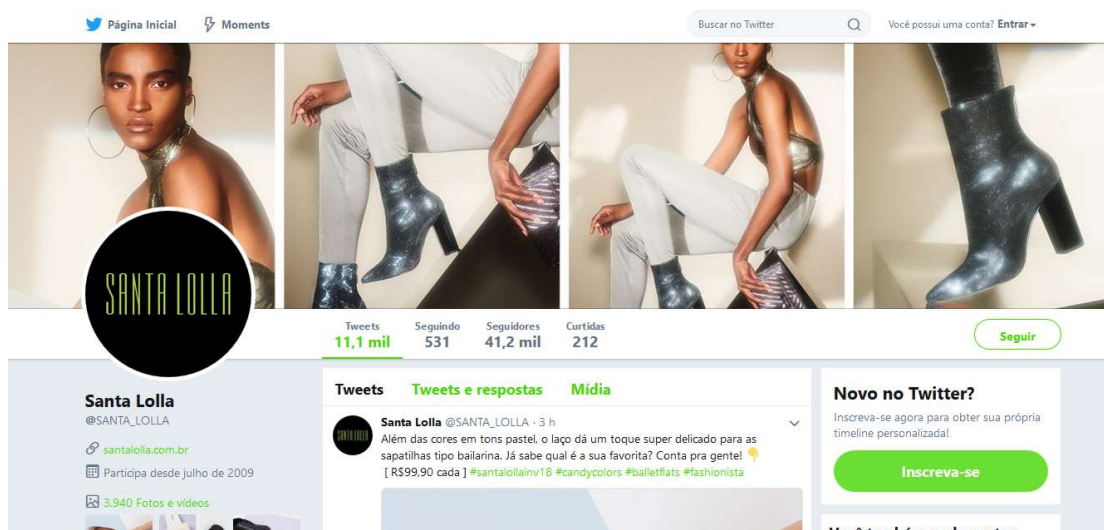 Página Inicial
Moments
Buscar no Twitter
Você possui uma conta? Entrar
SANTA LOLLA
Tweets
11,1 mil
Seguindo
531
Seguidores
41,2 mil
Curtidas
212
Seguir
Santa Lolla
@SANTA_LOLLA
santalolla.com.br
Participa desde julho de 2009
3.940 Fotos e vídeos
Tweets Tweets e respostas Mídia
SANTA LOLLA
Santa Lolla @SANTA_LOLLA · 3 h
Além das cores em tons pastel, o laço dá um toque super delicado para as
sapatilhas tipo bailarina. Já sabe qual é a sua favorita? Conta pra gente! 👇
[ R$99,90 cada ] #santalollainv18 #candycolors #balletflats #fashionista
Novo no Twitter?
Inscreva-se agora para obter sua própria
timeline personalizada!
Inscreva-se